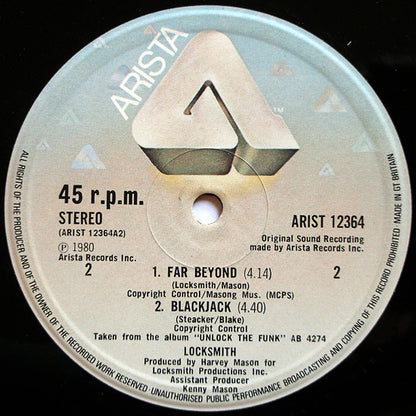 ARISTA
TM
45 r.p.m.
STEREO
(ARIST 12364A2)
Ⓟ 1980
Arista Records Inc.
2
ARIST 12364
Original Sound Recording
made by Arista Records Inc.
2
1. FAR BEYOND (4.14)
(Locksmith/Mason)
Copyright Control/Masong Mus. (MCPS)
2. BLACKJACK (4.40)
(Steacker/Blake)
Copyright Control
Taken from the album "UNLOCK THE FUNK" AB 4274
LOCKSMITH
Produced by Harvey Mason for
Locksmith Productions Inc.
Assistant Producer
Kenny Mason
ALL RIGHTS OF THE PRODUCER AND OF THE OWNER OF THE RECORDED WORK RESERVED·UNAUTHORISED PUBLIC PERFORMANCE BROADCASTING AND COPYING OF THIS RECORD PROHIBITED·MADE IN GT BRITAIN